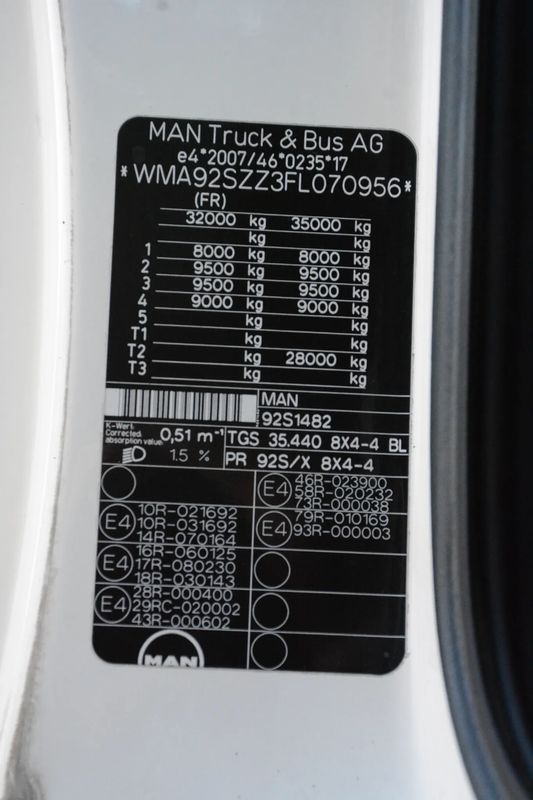 MAN Truck & Bus AG
e4*2007/46*0235*17
*WMA92SZZ3FL070956*
(FR)
32000 kg 35000 kg
kg kg
1 8000 kg 8000 kg
2 9500 kg 9500 kg
3 9500 kg 9500 kg
4 9000 kg 9000 kg
5 kg kg
T1 kg kg
T2 kg 28000 kg
T3 kg kg
MAN
92S1482
K-Wert:
Corrected
absorption value:
0,51 m⁻¹
1.5 %
TGS 35.440 8X4-4 BL
PR 92S/X 8X4-4
E4
10R-021692
10R-031692
14R-070164
E4
16R-060125
17R-080230
18R-030143
E4
28R-000400
29RC-020002
43R-000602
E4
46R-023900
58R-020232
73R-000038
E4
79R-010169
93R-000003
MAN